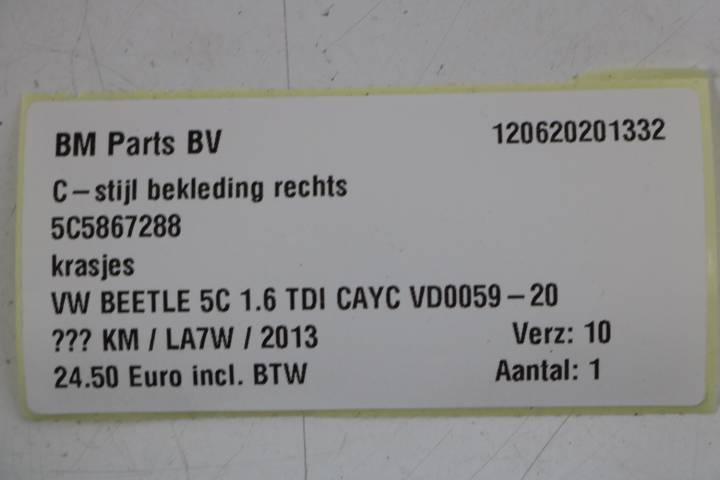 BM Parts BV 120620201332
C-stijl bekleding rechts
5C5867288
krasjes
VW BEETLE 5C 1.6 TDI CAYC VD0059-20
??? KM / LA7W / 2013 Verz: 10
24.50 Euro incl. BTW Aantal: 1